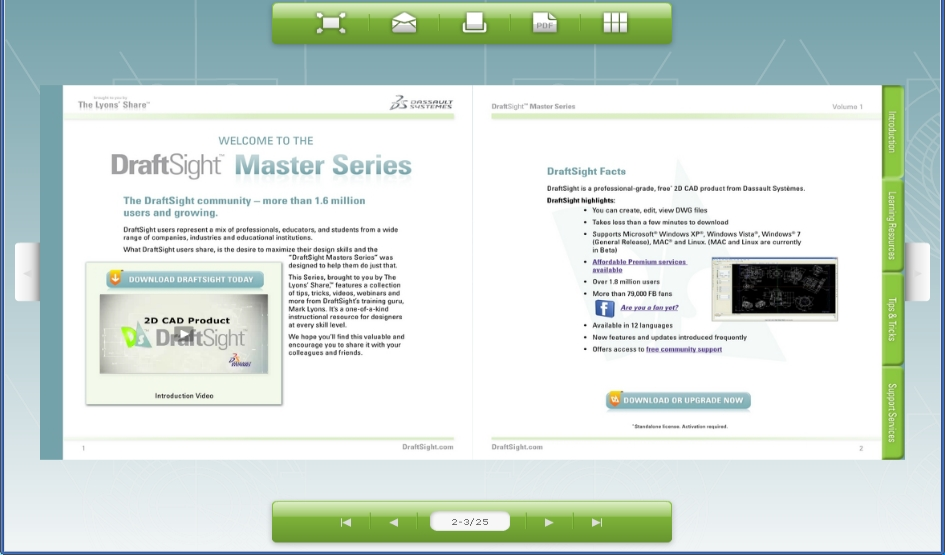 PDF
brought to you by
The Lyons' Share™
DASSAULT
SYSTEMES
WELCOME TO THE
DraftSight™ Master Series
The DraftSight community – more than 1.6 million
users and growing.
DraftSight users represent a mix of professionals, educators, and students from a wide
range of companies, industries and educational institutions.
What DraftSight users share, is the desire to maximize their design skills and the
"DraftSight Masters Series" was
designed to help them do just that.
This Series, brought to you by The
Lyons' Share,™ features a collection
of tips, tricks, videos, webinars and
more from DraftSight's training guru,
Mark Lyons. It's a one-of-a-kind
instructional resource for designers
at every skill level.
We hope you'll find this valuable and
encourage you to share it with your
colleagues and friends.
DOWNLOAD DRAFTSIGHT TODAY
2D CAD Product
DraftSight™
Introduction Video
1
DraftSight.com
DraftSight™ Master Series
Volume 1
DraftSight Facts
DraftSight is a professional-grade, free* 2D CAD product from Dassault Systèmes.
DraftSight highlights:
• You can create, edit, view DWG files
• Takes less than a few minutes to download
• Supports Microsoft® Windows XP®, Windows Vista®, Windows® 7
(General Release), MAC® and Linux. (MAC and Linux are currently
in Beta)
• Affordable Premium services
available
• Over 1.8 million users
• More than 79,000 FB fans
Are you a fan yet?
• Available in 12 languages
• New features and updates introduced frequently
• Offers access to free community support
DOWNLOAD OR UPGRADE NOW
*Standalone license. Activation required.
DraftSight.com
2
Introduction
Learning Resources
Tips & Tricks
Support Services
2-3/25